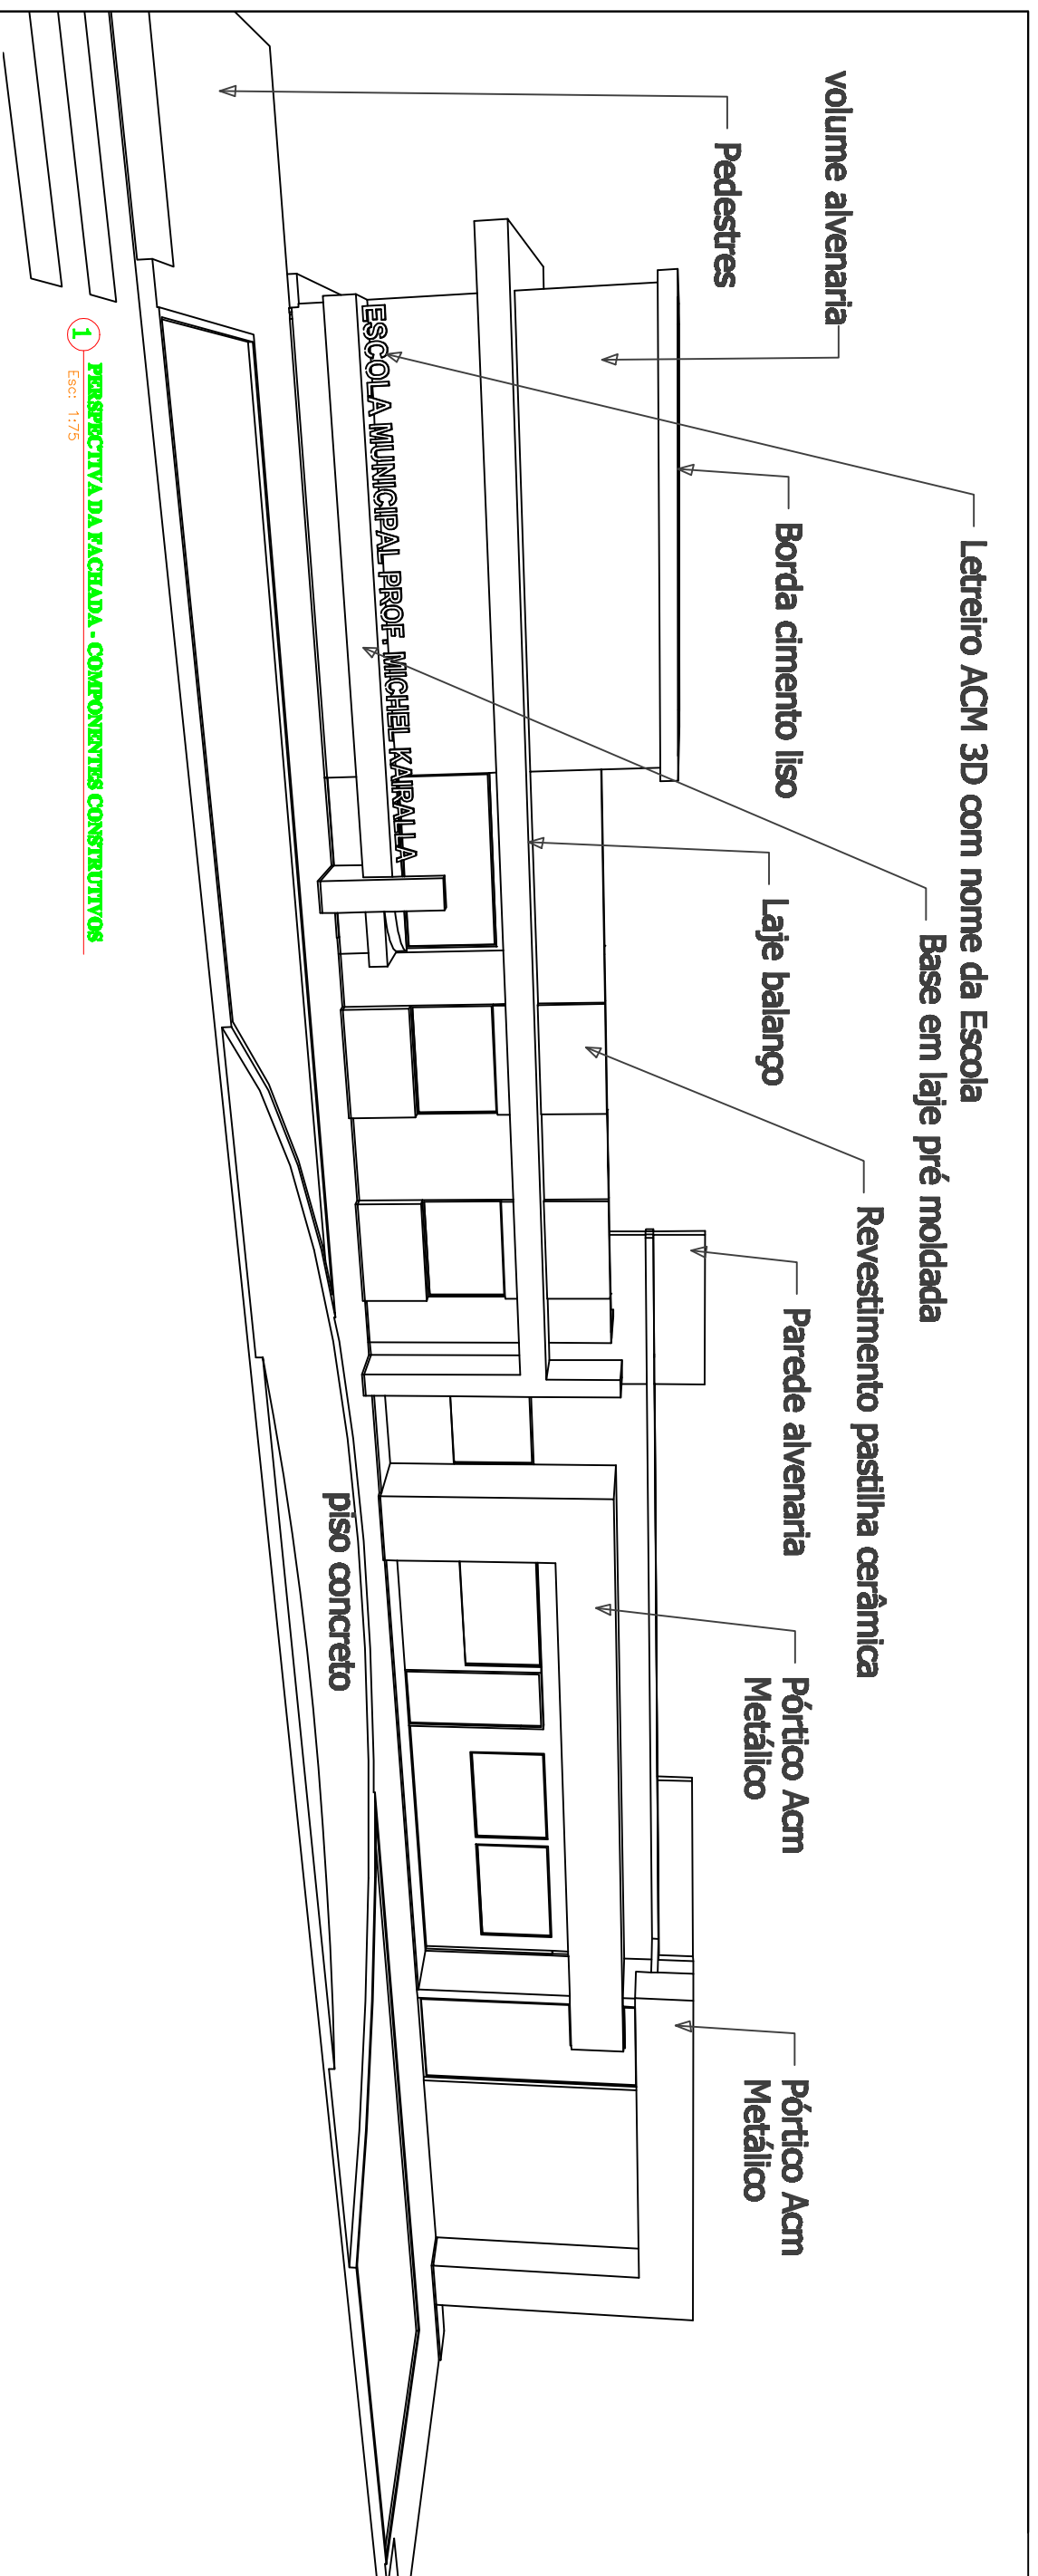 Letreiro ACM 3D com nome da Escola
Base em laje pré moldada
Revestimento pastilha cerâmica
volume alvenaria
Borda cimento liso
Laje balanço
Parede alvenaria
Pórtico Acm
Metálico
Pórtico Acm
Metálico
Pedestres
ESCOLA MUNICIPAL PROF. MICHEL KAIRALLA
piso concreto
1
PERSPECTIVA DA FACHADA - COMPONENTES CONSTRUTIVOS
Esc: 1:75